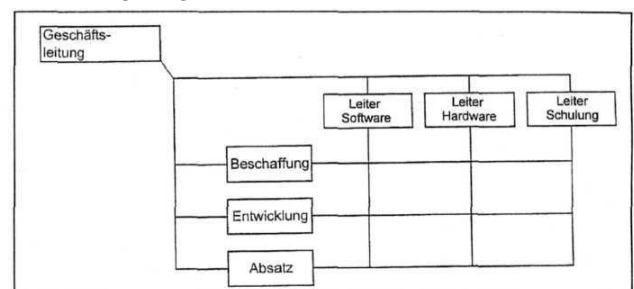 Geschäfts-
leitung
Leiter
Software
Leiter
Hardware
Leiter
Schulung
Beschaffung
Entwicklung
Absatz